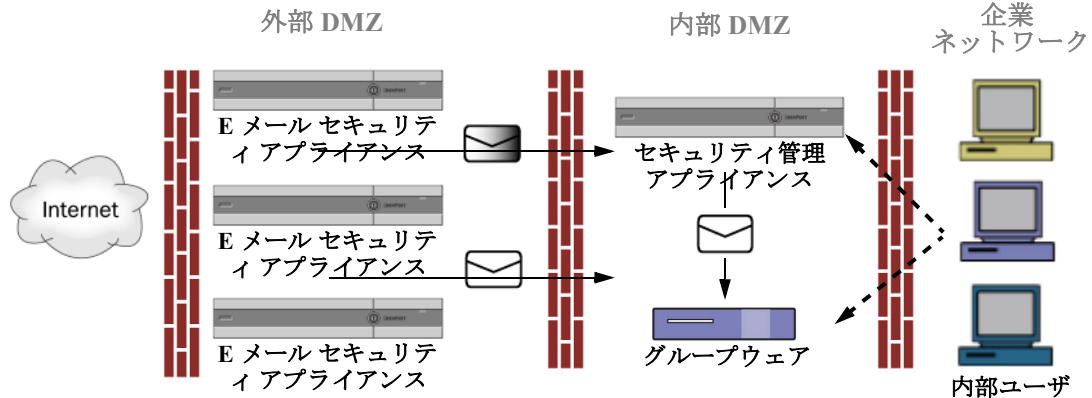 外部 DMZ
内部 DMZ
企業
ネットワーク
E メール セキュリテ
ィ アプライアンス
セキュリティ管理
アプライアンス
Internet
E メール セキュリテ
ィ アプライアンス
E メール セキュリテ
ィ アプライアンス
グループウェア
内部ユーザ